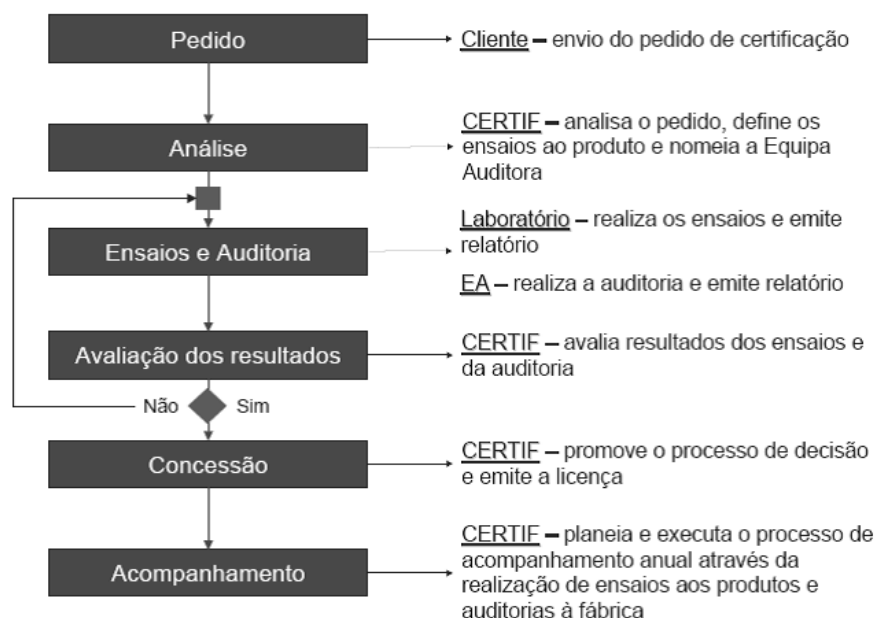 Pedido
Cliente – envio do pedido de certificação
Análise
CERTIF – analisa o pedido, define os
ensaios ao produto e nomeia a Equipa
Auditora
Ensaios e Auditoria
Laboratório – realiza os ensaios e emite
relatório
EA – realiza a auditoria e emite relatório
Avaliação dos resultados
CERTIF – avalia resultados dos ensaios e
da auditoria
Não
Sim
Concessão
CERTIF – promove o processo de decisão
e emite a licença
Acompanhamento
CERTIF – planeia e executa o processo de
acompanhamento anual através da
realização de ensaios aos produtos e
auditorias à fábrica